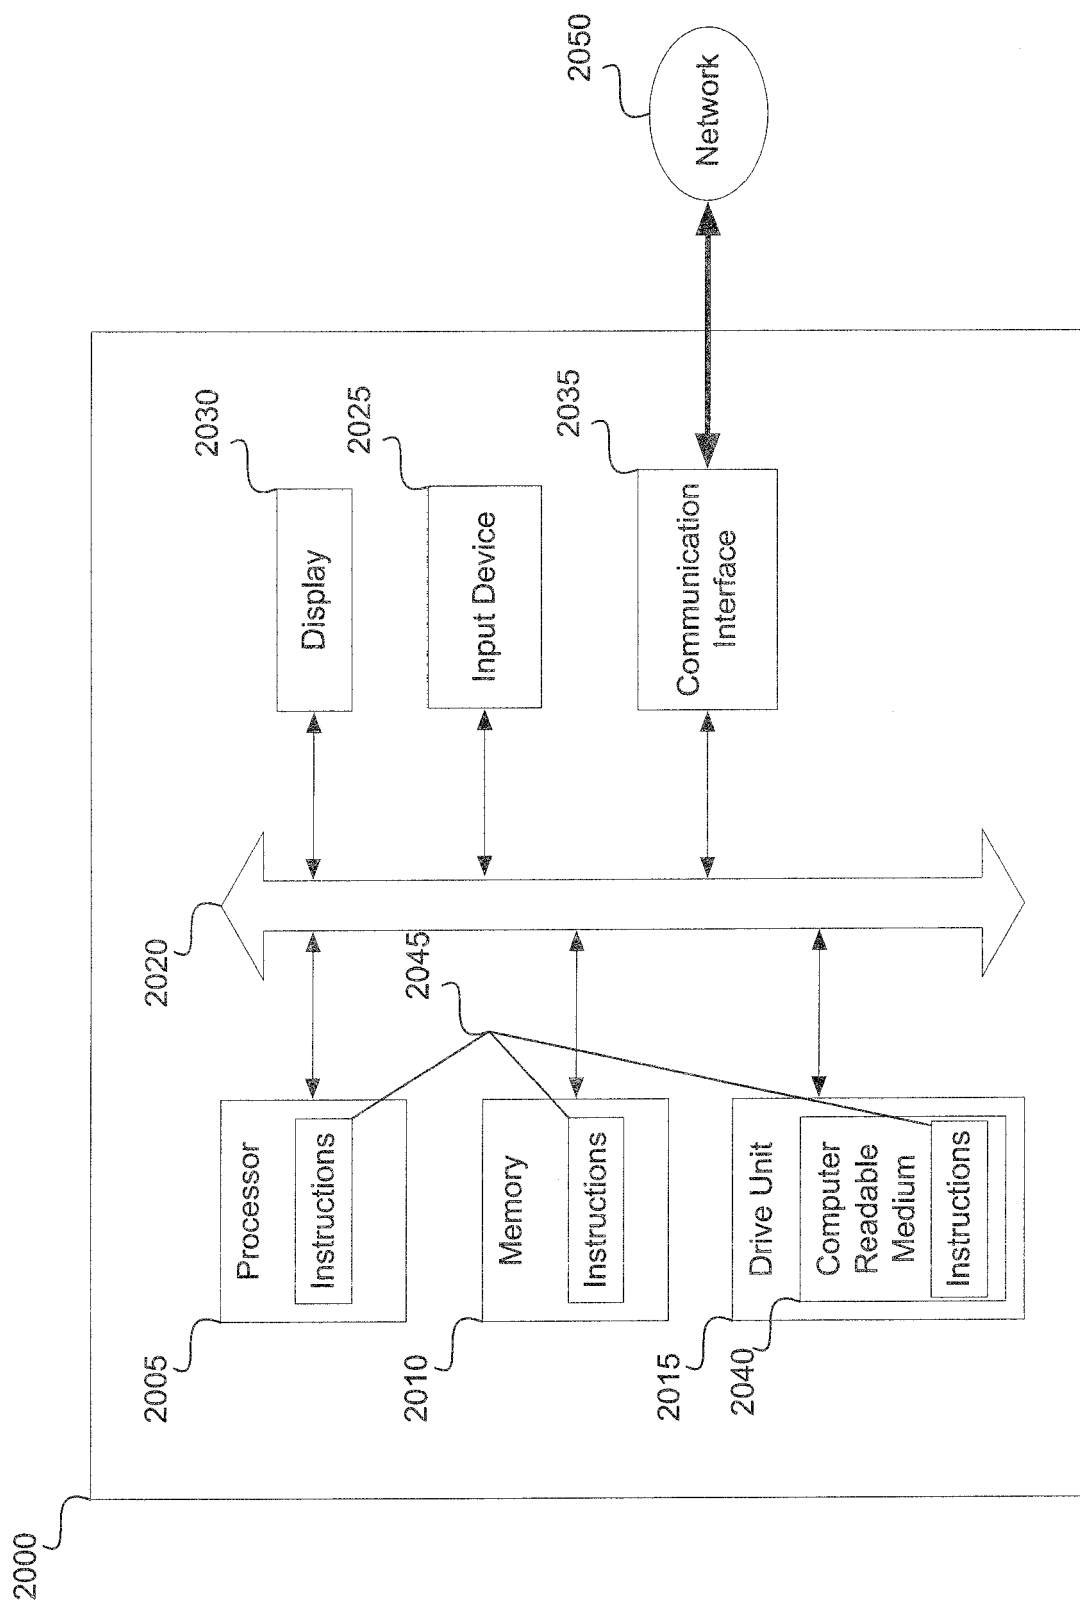 2000
2005
Processor
Instructions
2010
Memory
Instructions
2015
2040
Drive Unit
Computer
Readable
Medium
Instructions
2020
2045
2030
Display
2025
Input Device
2035
Communication
Interface
2050
Network